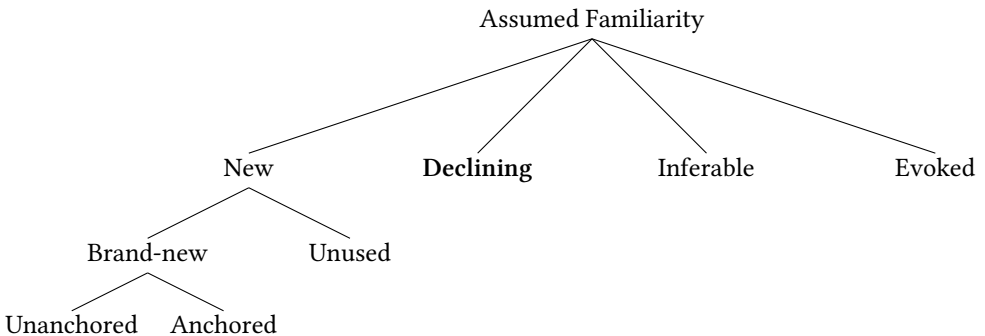 Assumed Familiarity
New Declining Inferable Evoked
Brand-new Unused
Unanchored Anchored